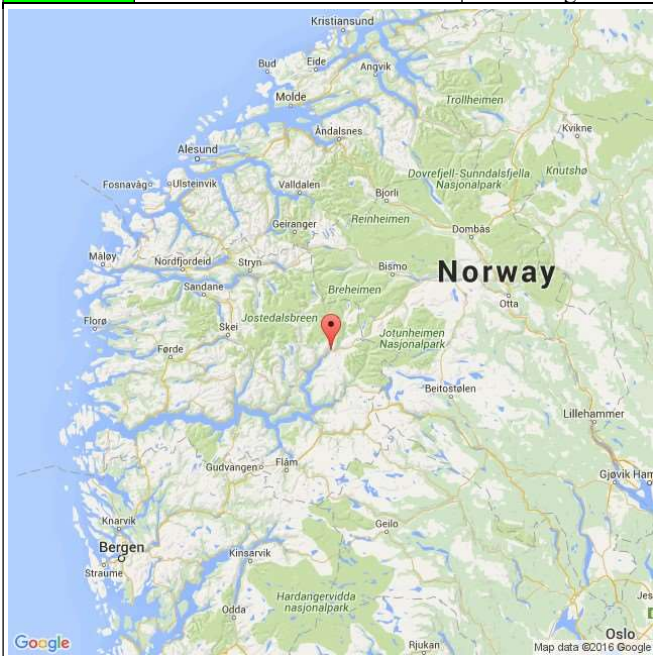 Kristiansund
Bud
Eide
Angvik
Molde
Trollheimen
Åndalsnes
Kvikne
Alesund
Dovrefjell-Sunndalsfjella
Nasjonalpark
Knutshø
Fosnavåg
Ulsteinvik
Valldalen
Bjorli
Geiranger
Reinheimen
Dombås
Måløy
Nordfjordeid
Stryn
Bismo
Norway
Sandane
Breheimen
Otta
Florø
Skei
Jostedalsbreen
Jotunheimen
Nasjonalpark
Førde
Beitostølen
Lillehammer
Gudvangen
Flåm
Gjøvik
Ham
Knarvik
Geilo
Bergen
Kinsarvik
Straume
Hardangervidda
nasjonalpark
Odda
Jes
Oslo
Rjukan
Google
Map data ©2016 Google